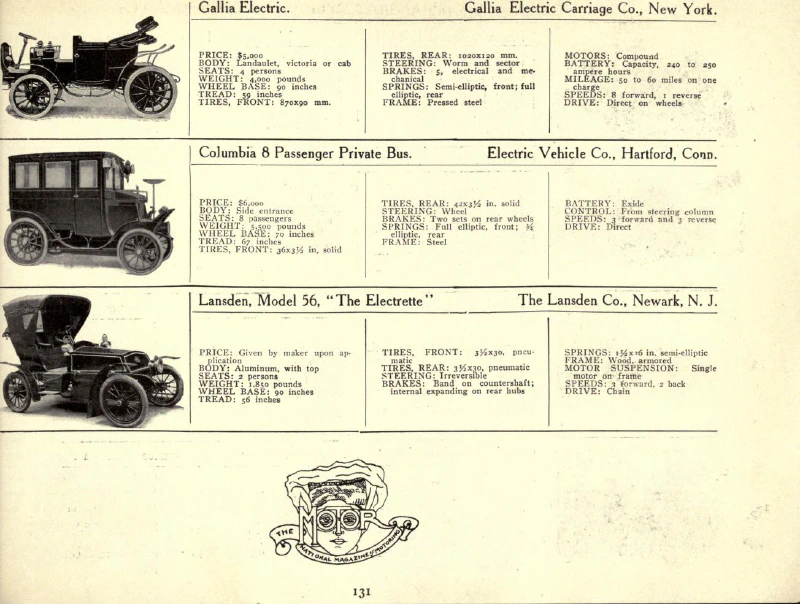 Gallia Electric. Gallia Electric Carriage Co., New York.
PRICE: $5,000
BODY: Landaulet, victoria or cab
SEATS: 4 persons
WEIGHT: 4,000 pounds
WHEEL BASE: 90 inches
TREAD: 59 inches
TIRES, FRONT: 870x90 mm.
TIRES, REAR: 1020x120 mm.
STEERING: Worm and sector
BRAKES: 5, electrical and me-
chanical
SPRINGS: Semi-elliptic, front; full
elliptic, rear
FRAME: Pressed steel
MOTORS: Compound
BATTERY: Capacity, 240 to 250
ampere hours
MILEAGE: 50 to 60 miles on one
charge
SPEEDS: 8 forward, 1 reverse
DRIVE: Direct on wheels
Columbia 8 Passenger Private Bus. Electric Vehicle Co., Hartford, Conn.
PRICE: $6,000
BODY: Side entrance
SEATS: 8 passengers
WEIGHT: 5,500 pounds
WHEEL BASE: 70 inches
TREAD: 67 inches
TIRES, FRONT: 36x3½ in. solid
TIRES, REAR: 42x3½ in. solid
STEERING: Wheel
BRAKES: Two sets on rear wheels
SPRINGS: Full elliptic, front; ¾
elliptic, rear
FRAME: Steel
BATTERY: Exide
CONTROL: From steering column
SPEEDS: 3 forward and 3 reverse
DRIVE: Direct
Lansden, Model 56, "The Electrette" The Lansden Co., Newark, N. J.
PRICE: Given by maker upon ap-
plication
BODY: Aluminum, with top
SEATS: 2 persons
WEIGHT: 1,850 pounds
WHEEL BASE: 90 inches
TREAD: 56 inches
TIRES, FRONT: 3½x30, pneu-
matic
TIRES, REAR: 3½x30, pneumatic
STEERING: Irreversible
BRAKES: Band on countershaft;
internal expanding on rear hubs
SPRINGS: in. semi-elliptic
FRAME: Wood, armored
MOTOR SUSPENSION: Single
motor on frame
SPEEDS: 3 forward, 2 back
DRIVE: Chain
MOTOR
THE NATIONAL MAGAZINE of MOTORING
131